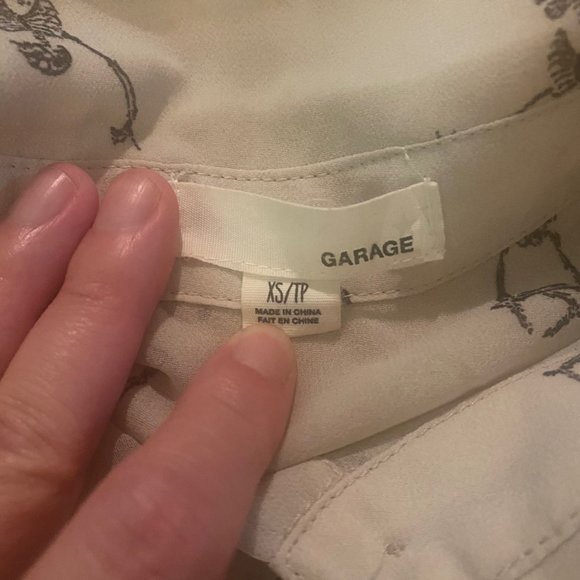 GARAGE
XS/TP
MADE IN CHINA
FAIT EN CHINE